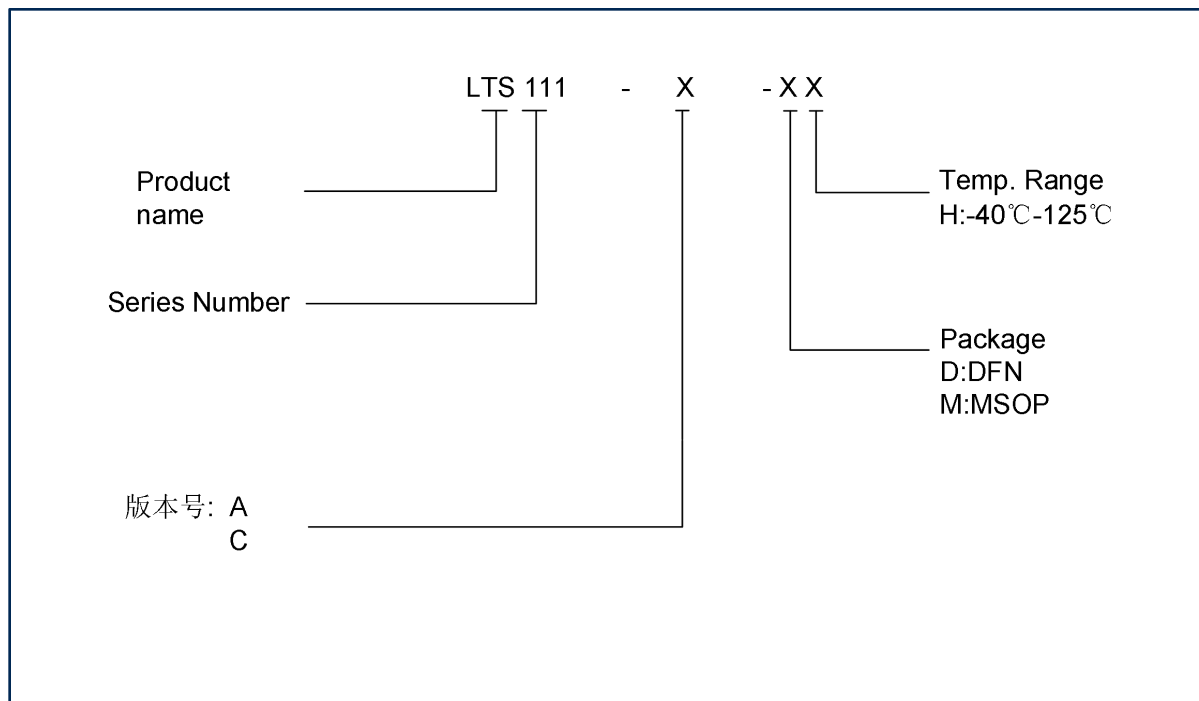 LTS 111 - X - X X
Product
name
Temp. Range
H:-40℃-125℃
Series Number
Package
D:DFN
M:MSOP
版本号: A
C